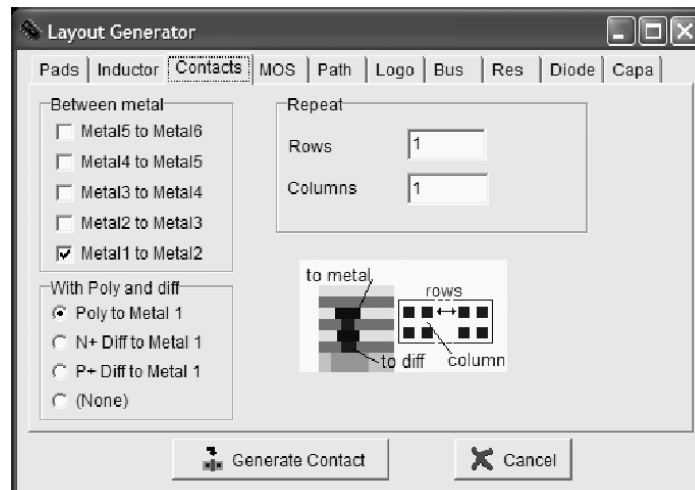 Layout Generator
Pads Inductor Contacts MOS Path Logo Bus Res Diode Capa
Between metal
Metal5 to Metal6
Metal4 to Metal5
Metal3 to Metal4
Metal2 to Metal3
Metal1 to Metal2
With Poly and diff
Poly to Metal 1
N+ Diff to Metal 1
P+ Diff to Metal 1
(None)
Repeat
Rows 1
Columns 1
to metal
rows
to diff column
Generate Contact Cancel